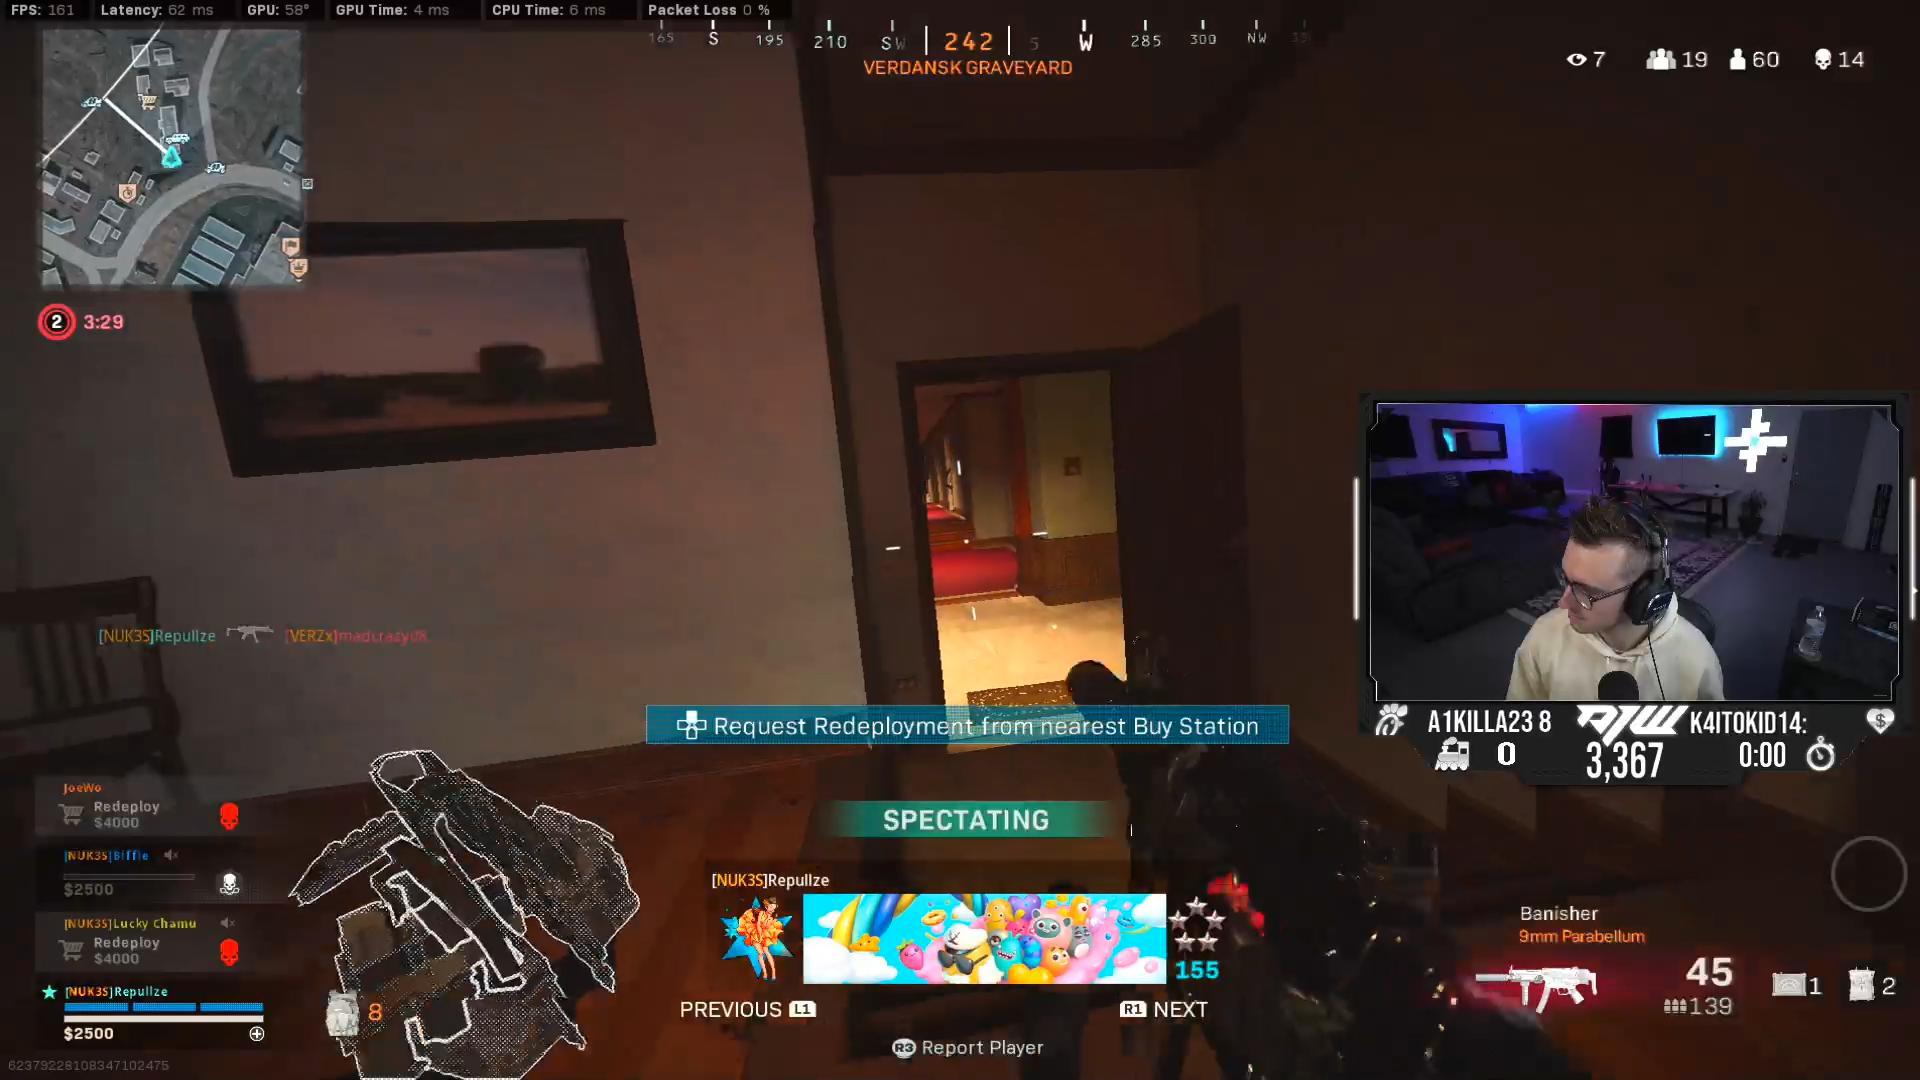 FPS: 161 Latency: 62 ms GPU: 58° GPU Time: 4 ms CPU Time: 6 ms Packet Loss 0 %
165 S 195 210 SW 242 5 W 285 300 NW
VERDANSK GRAVEYARD
7 19 60 14
2 3:29
[NUK3S]Repullze [VERZx]madcrazy08
Request Redeployment from nearest Buy Station
A1KILLA23 8 AJW K4ITOKID14:
0 3,367 0:00
JoeWo
Redeploy
$4000
[NUK3S]Biffle
$2500
[NUK3S]Lucky Chamu
Redeploy
$4000
[NUK3S]Repullze
$2500
8
SPECTATING
[NUK3S]Repullze
155
PREVIOUS L1 R1 NEXT
R3 Report Player
Banisher
9mm Parabellum
45 1 2
139
62379228108347102475